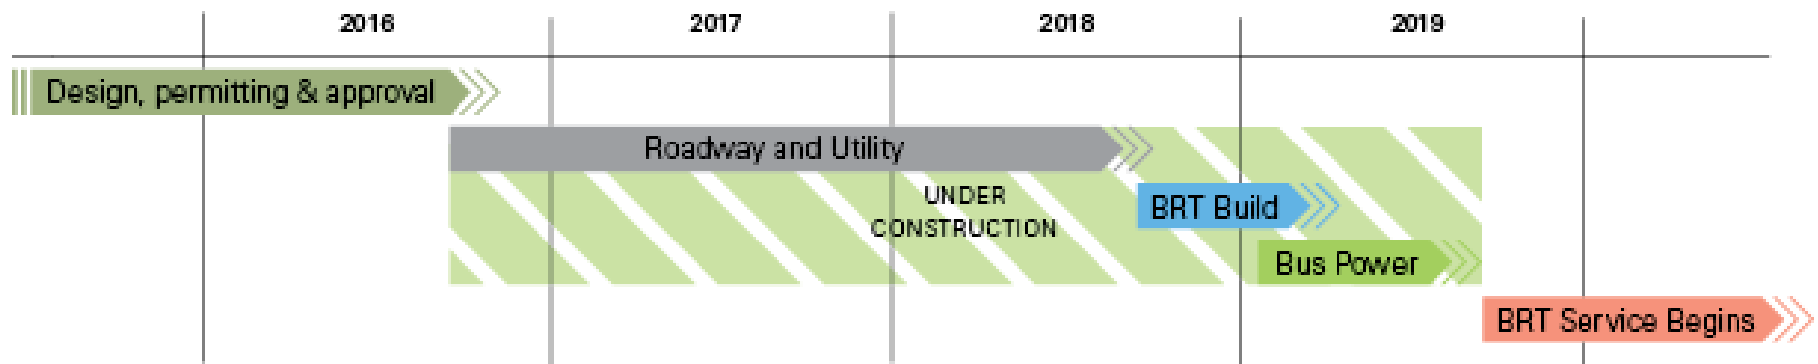 2016 2017 2018 2019
Design, permitting & approval
Roadway and Utility
UNDER
CONSTRUCTION
BRT Build
Bus Power
BRT Service Begins